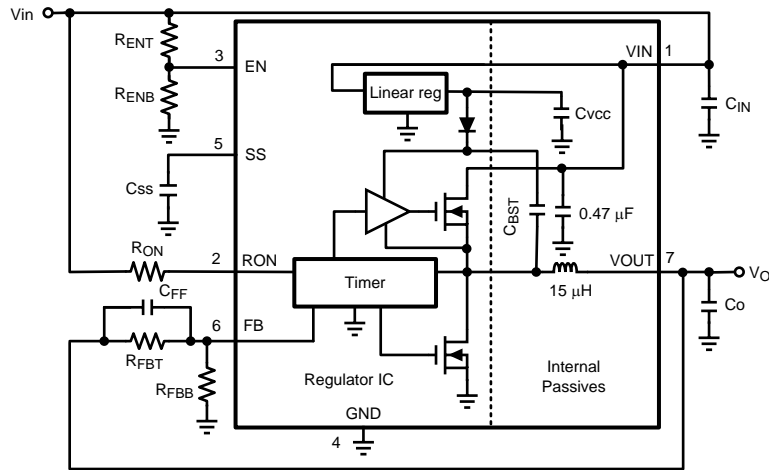 Vin
RENT
3
EN
RENB
VIN
1
Linear reg
CVCC
CIN
5
SS
CSS
CBST
0.47 µF
RON
2
RON
Timer
VOUT
7
VO
15 µH
CO
CFF
6
FB
RFBT
RFBB
Regulator IC
Internal
Passives
GND
4